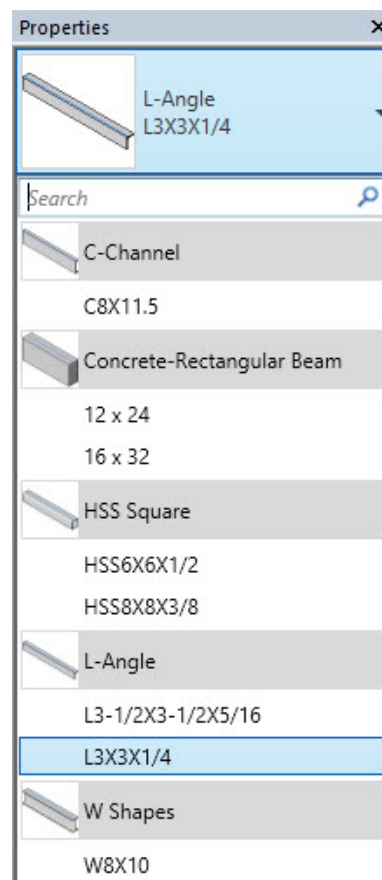 Properties
L-Angle
L3X3X1/4
Search
C-Channel
C8X11.5
Concrete-Rectangular Beam
12 x 24
16 x 32
HSS Square
HSS6X6X1/2
HSS8X8X3/8
L-Angle
L3-1/2X3-1/2X5/16
L3X3X1/4
W Shapes
W8X10